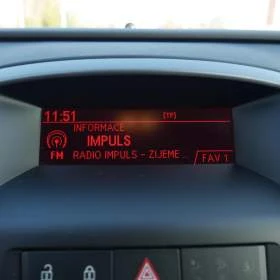 11:51 [TP]
INFORMACE
IMPULS
FM RADIO IMPULS - ZIJEME ... FAV 1